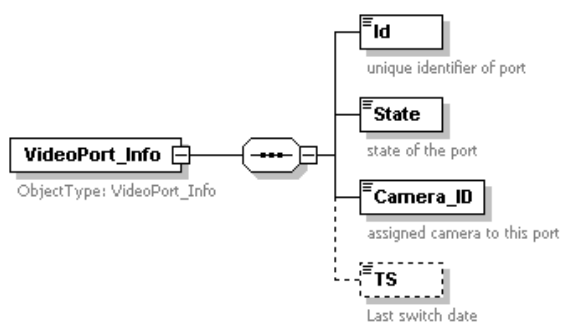 Id
unique identifier of port
State
state of the port
VideoPort_Info
ObjectType: VideoPort_Info
Camera_ID
assigned camera to this port
TS
Last switch date